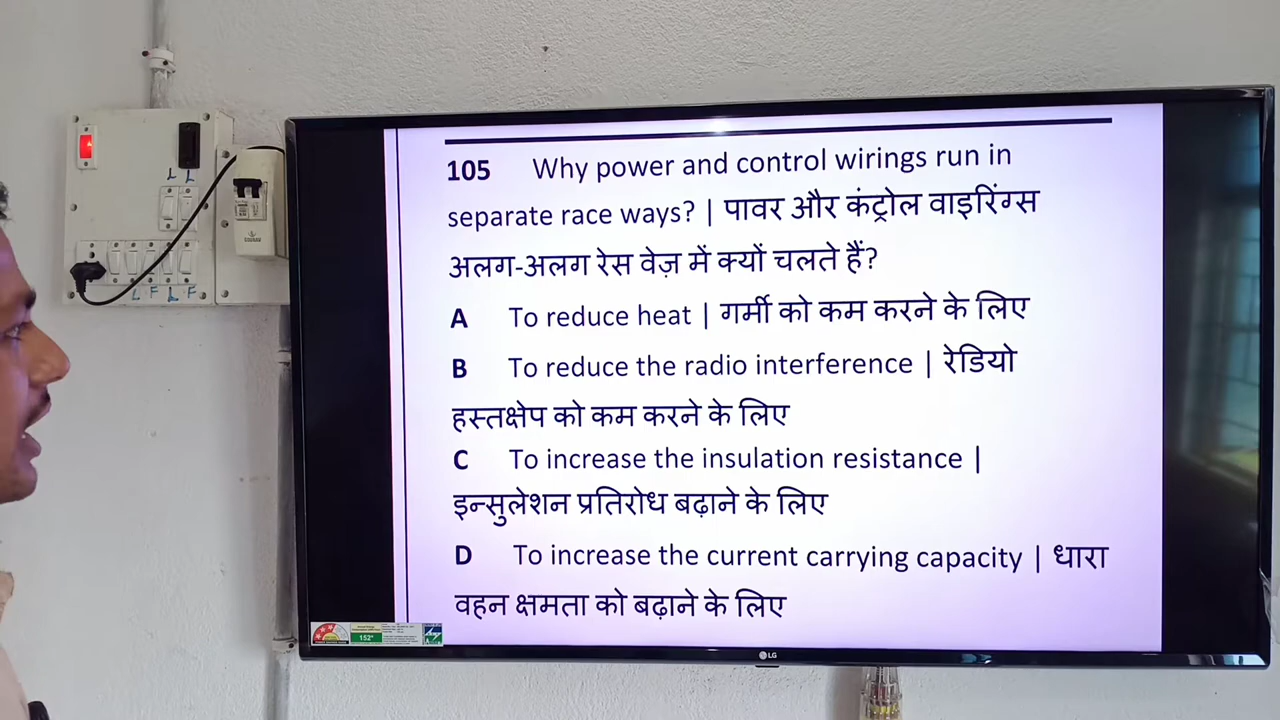 105 Why power and control wirings run in
separate race ways? | पावर और कंट्रोल वाइरिंग्स
अलग-अलग रेस वेज़ में क्यों चलते हैं?
A To reduce heat | गर्मी को कम करने के लिए
B To reduce the radio interference | रेडियो
हस्तक्षेप को कम करने के लिए
C To increase the insulation resistance |
इन्सुलेशन प्रतिरोध बढ़ाने के लिए
D To increase the current carrying capacity | धारा
वहन क्षमता को बढ़ाने के लिए
LG
L L
L F L F